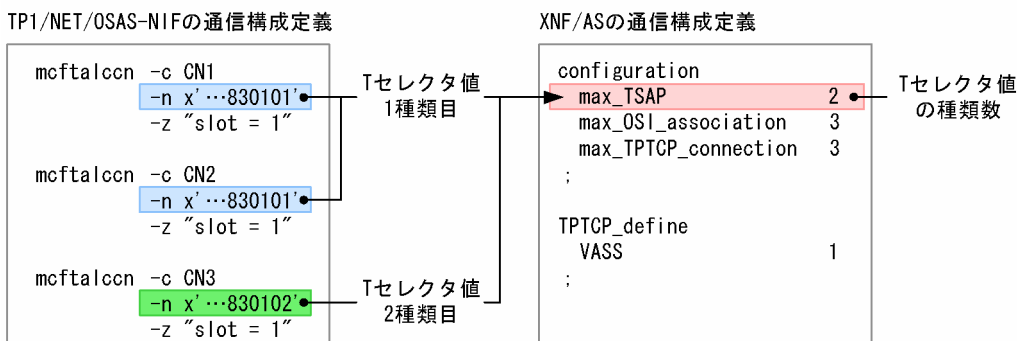 TP1/NET/OSAS-NIFの通信構成定義
mcftalccn -c CN1
-n x'…830101'
-z "slot = 1"
mcftalccn -c CN2
-n x'…830101'
-z "slot = 1"
mcftalccn -c CN3
-n x'…830102'
-z "slot = 1"
Tセレクタ値
1種類目
Tセレクタ値
2種類目
XNF/ASの通信構成定義
configuration
max_TSAP 2
max_OSI_association 3
max_TPTCP_connection 3
;
TPTCP_define
VASS 1
;
Tセレクタ値
の種類数